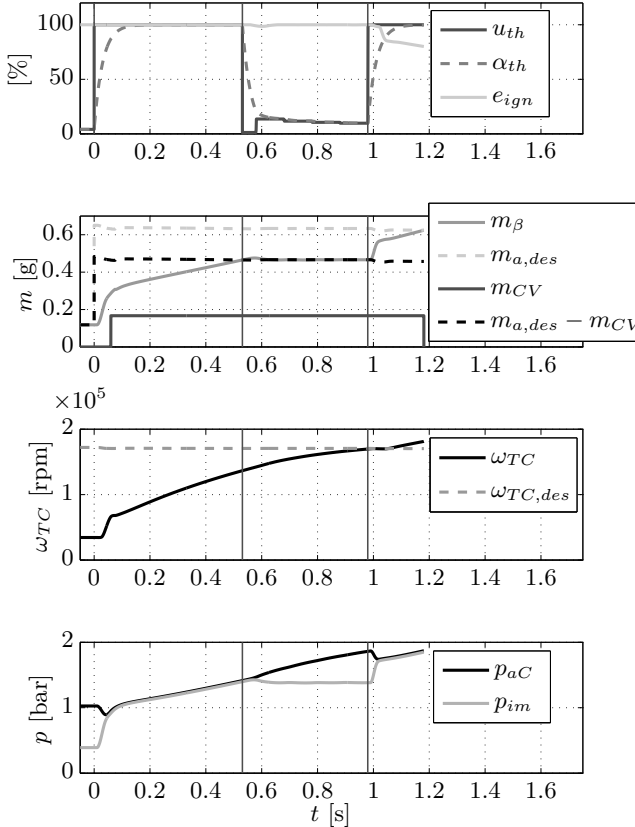 100
50
0
[%]
0 0.2 0.4 0.6 0.8 1 1.2 1.4 1.6
u_th
α_th
e_ign
0.6
0.4
0.2
0
m [g]
0 0.2 0.4 0.6 0.8 1 1.2 1.4 1.6
m_β
m_a,des
m_CV
m_a,des − m_CV
×10^5
2
1
0
ω_TC [rpm]
0 0.2 0.4 0.6 0.8 1 1.2 1.4 1.6
ω_TC
ω_TC,des
2
1
0
p [bar]
0 0.2 0.4 0.6 0.8 1 1.2 1.4 1.6
t [s]
p_aC
p_im